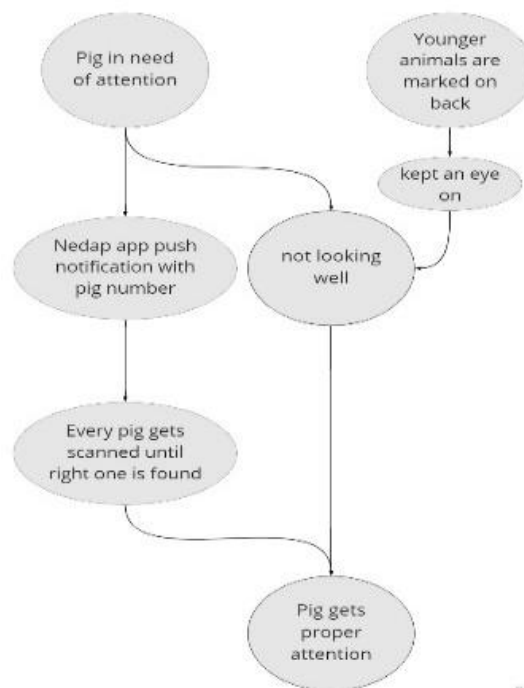 Pig in need
of attention
Younger
animals are
marked on
back
kept an eye
on
Nedap app push
notification with
pig number
not looking
well
Every pig gets
scanned until
right one is found
Pig gets
proper
attention